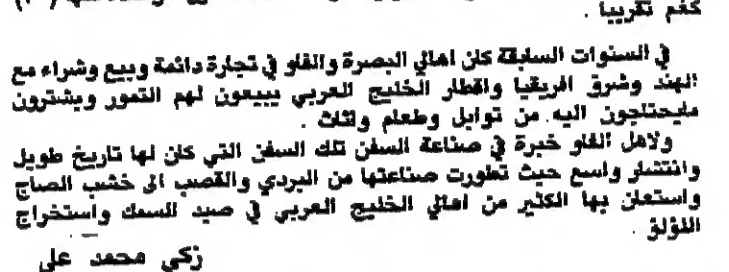 كغم تقريبا .
في السنوات السابقة كان اهالي البصرة والفاو في تجارة دائمة وبيع وشراء مع
الهند وشرق افريقيا واقطار الخليج العربي يبيعون لهم التمور ويشترون
مايحتاجون اليه من توابل وطعام واثاث .
ولاهل الفاو خبرة في صناعة السفن تلك السفن التي كان لها تاريخ طويل
وانتشار واسع حيث تطورت صناعتها من البردي والقصب الى خشب الصاج
واستعان بها الكثير من اهالي الخليج العربي في صيد السمك واستخراج
اللؤلؤ .
زكي محمد علي